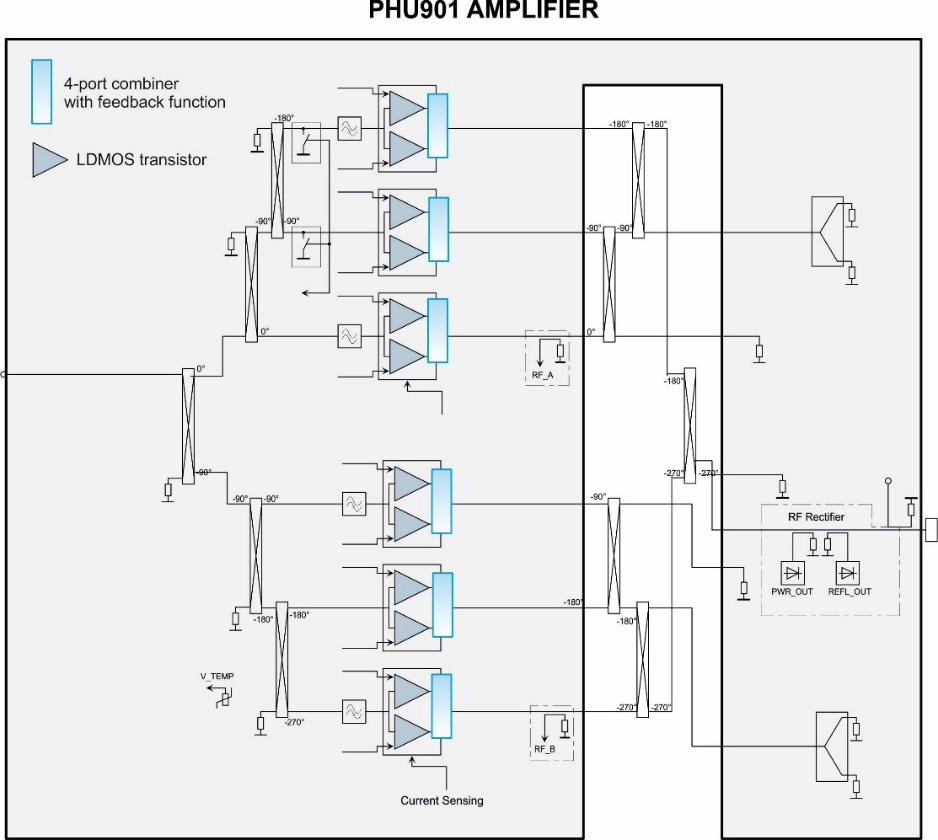 PHU901 AMPLIFIER
4-port combiner
with feedback function
LDMOS transistor
-180°
-180° -180°
-90° -90°
-90° -90°
0°
0°
RF_A
0°
-180°
-90°
-270° -270°
-90° -90°
-90°
RF Rectifier
PWR_OUT REFL_OUT
-180° -180°
-180°
-180°
V_TEMP
-270°
-270° -270°
RF_B
Current Sensing